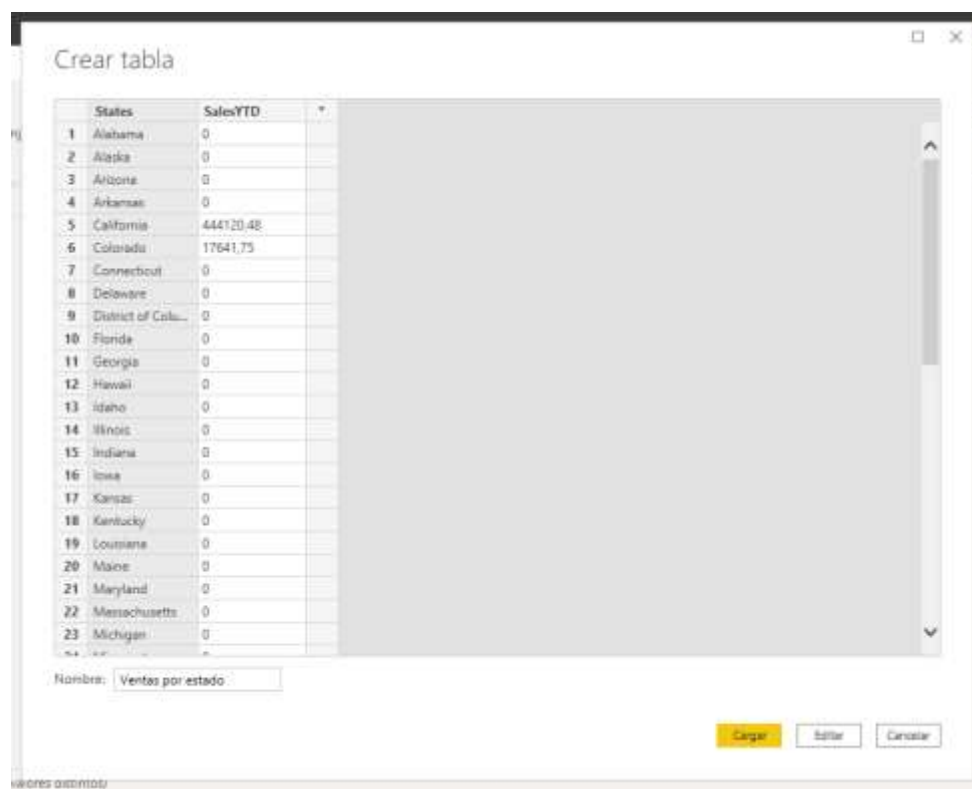 Crear tabla
States SalesYTD *
1 Alabama 0
2 Alaska 0
3 Arizona 0
4 Arkansas 0
5 California 444120.48
6 Colorado 17641,75
7 Connecticut 0
8 Delaware 0
9 District of Colu... 0
10 Florida 0
11 Georgia 0
12 Hawaii 0
13 Idaho 0
14 Illinois 0
15 Indiana 0
16 Iowa 0
17 Kansas 0
18 Kentucky 0
19 Louisiana 0
20 Maine 0
21 Maryland 0
22 Massachusetts 0
23 Michigan 0
Nombre: Ventas por estado
Cargar Editar Cancelar